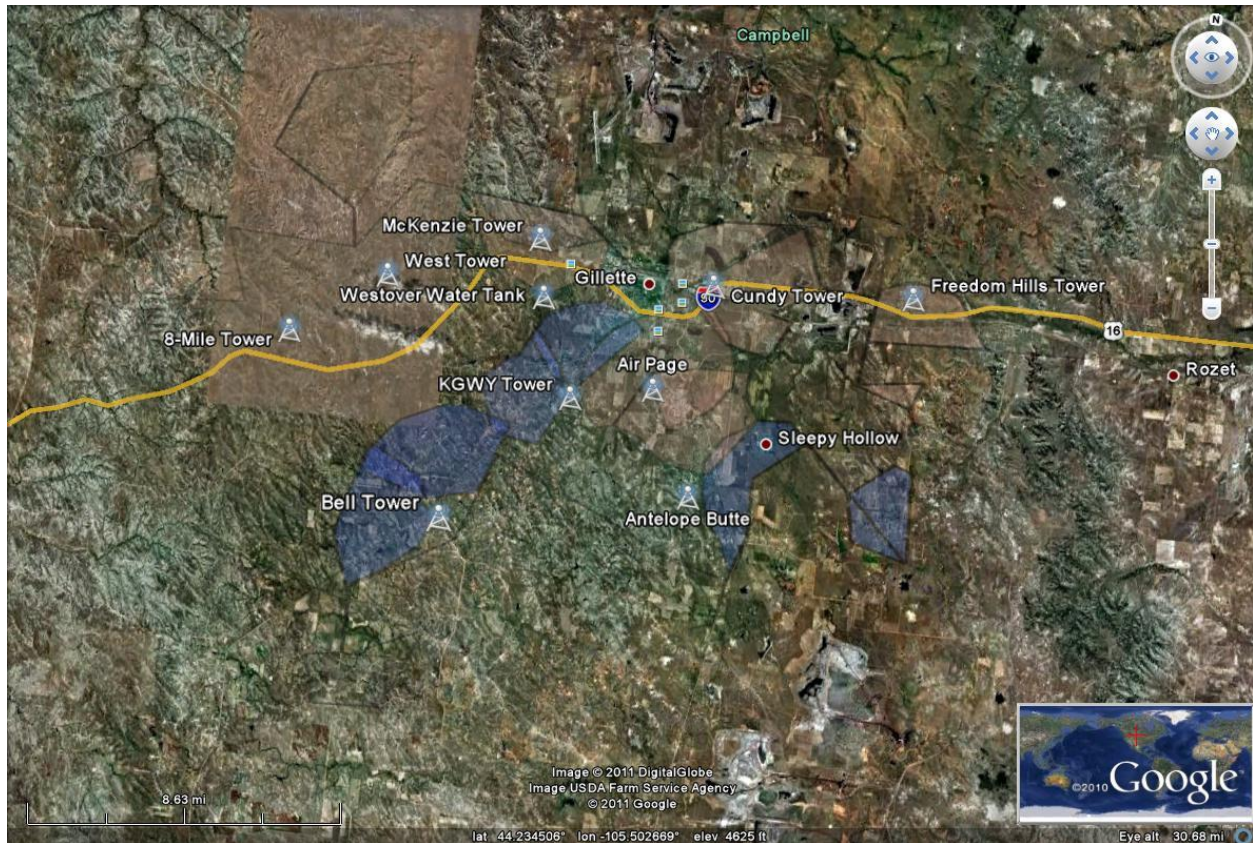 Campbell
N
McKenzie Tower
West Tower
Gillette
Westover Water Tank
90
Cundy Tower
Freedom Hills Tower
8-Mile Tower
16
Air Page
Rozet
KGWY Tower
Sleepy Hollow
Bell Tower
Antelope Butte
Image © 2011 DigitalGlobe
Image USDA Farm Service Agency
© 2011 Google
8.63 mi
©2010 Google
lat 44.234506° lon -105.502669° elev 4625 ft
Eye alt 30.68 mi